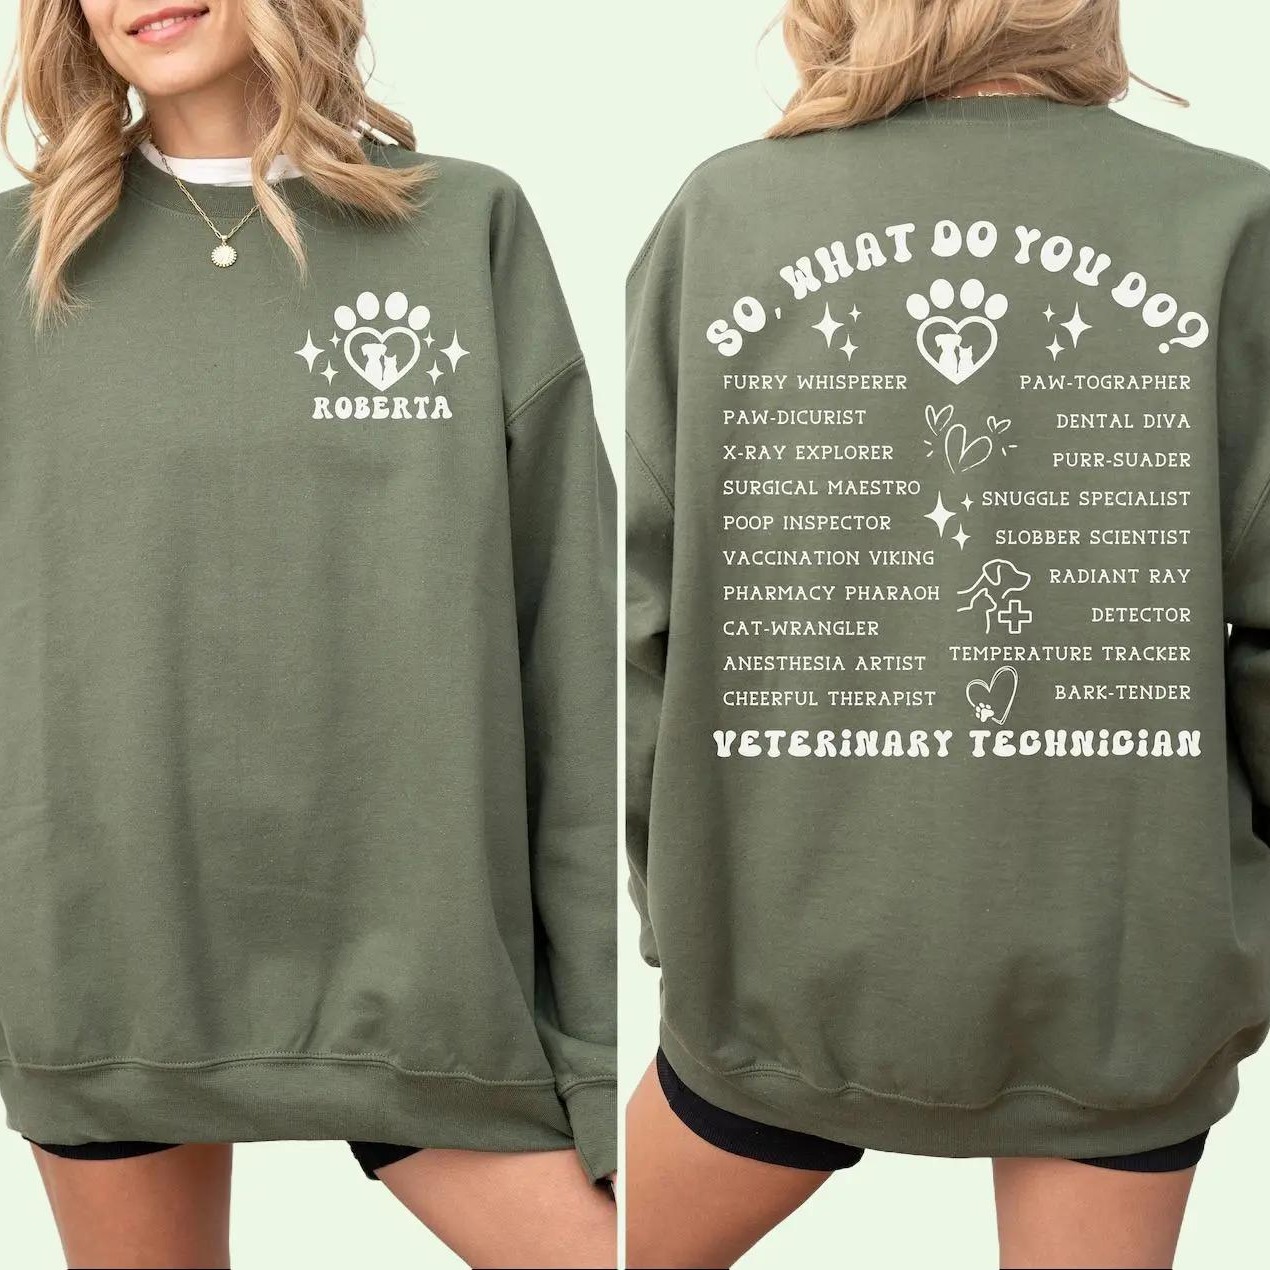 ROBERTA
SO, WHAT DO YOU DO?
FURRY WHISPERER
PAW-DICURIST
X-RAY EXPLORER
SURGICAL MAESTRO
POOP INSPECTOR
VACCINATION VIKING
PHARMACY PHARAOH
CAT-WRANGLER
ANESTHESIA ARTIST
CHEERFUL THERAPIST
PAW-TOGRAPHER
DENTAL DIVA
PURR-SUADER
SNUGGLE SPECIALIST
SLOBBER SCIENTIST
RADIANT RAY
DETECTOR
TEMPERATURE TRACKER
BARK-TENDER
VETERINARY TECHNICIAN